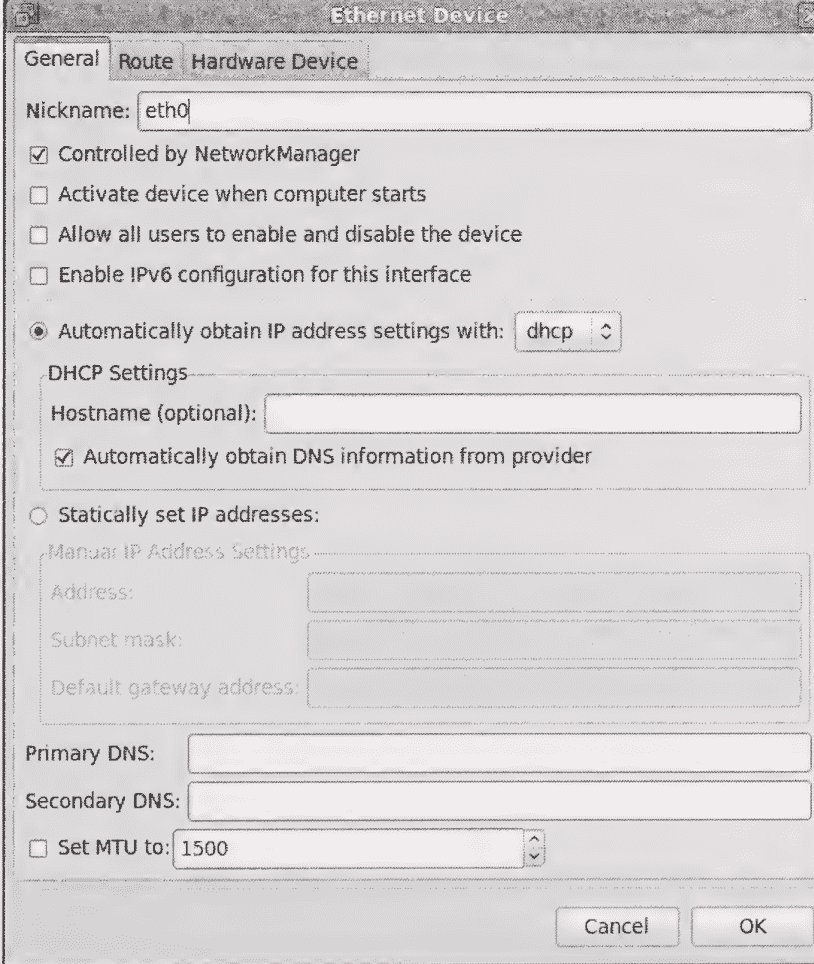 Ethernet Device
General Route Hardware Device
Nickname: eth0
Controlled by NetworkManager
Activate device when computer starts
Allow all users to enable and disable the device
Enable IPv6 configuration for this interface
Automatically obtain IP address settings with: dhcp
DHCP Settings
Hostname (optional):
Automatically obtain DNS information from provider
Statically set IP addresses:
Manual IP Address Settings
Address:
Subnet mask:
Default gateway address:
Primary DNS:
Secondary DNS:
Set MTU to: 1500
Cancel OK